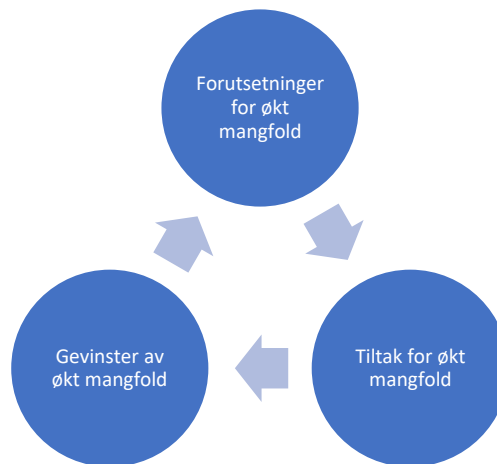 Forutsetninger
for økt
mangfold
Gevinster av
økt mangfold
Tiltak for økt
mangfold